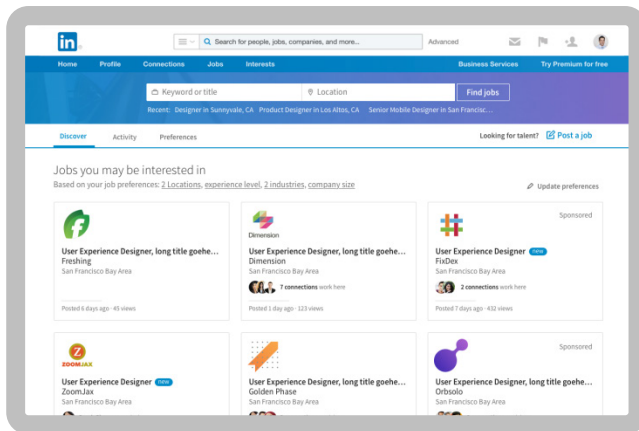 in
Search for people, jobs, companies, and more...
Advanced
Home Profile Connections Jobs Interests Business Services Try Premium for free
Keyword or title Location Find jobs
Recent: Designer in Sunnyvale, CA Product Designer in Los Altos, CA Senior Mobile Designer in San Francisc...
Discover Activity Preferences Looking for talent? Post a job
Jobs you may be interested in
Based on your job preferences: 2 Locations, experience level, 2 industries, company size
Update preferences
User Experience Designer, long title goehe...
Freshing
San Francisco Bay Area
Posted 6 days ago · 45 views
Dimension
User Experience Designer, long title goehe...
Dimension
San Francisco Bay Area
7 connections work here
Posted 1 day ago · 123 views
Sponsored
User Experience Designer new
FixDex
San Francisco Bay Area
2 connections work here
Posted 7 days ago · 432 views
Z
ZOOMJAX
User Experience Designer new
ZoomJax
San Francisco Bay Area
User Experience Designer, long title goehe...
Golden Phase
San Francisco Bay Area
Sponsored
User Experience Designer, long title goehe...
Orbsolo
San Francisco Bay Area